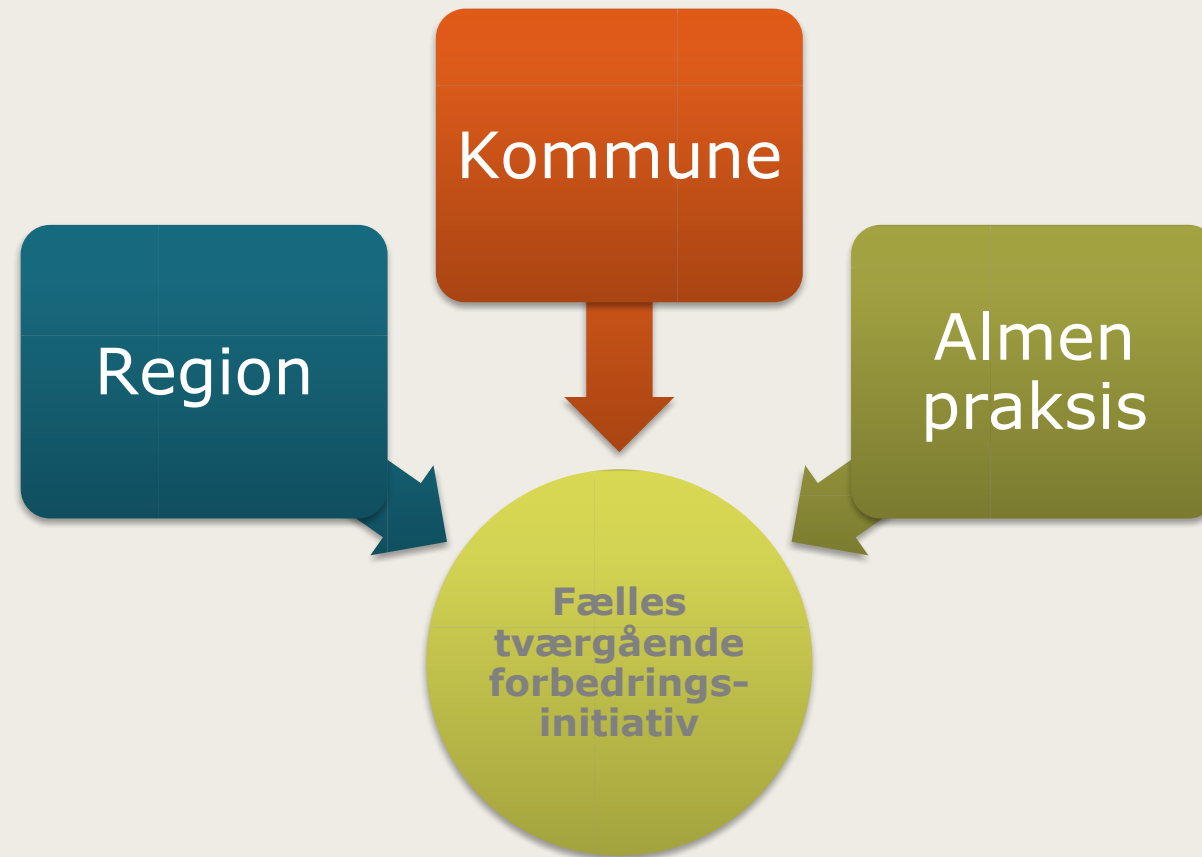 Kommune
Region
Almen
praksis
Fælles
tværgående
forbedrings-
initiativ